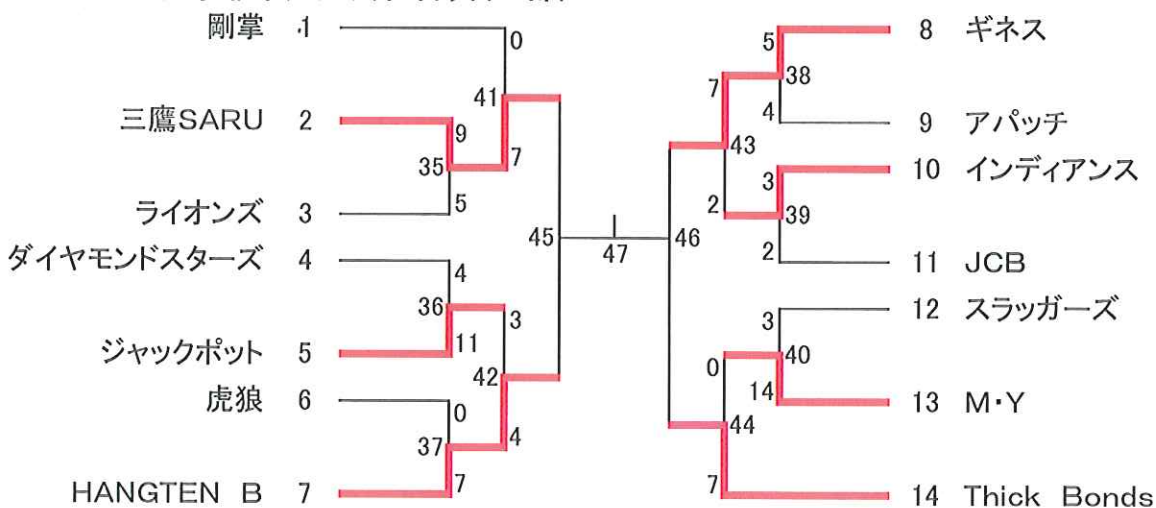 剛掌 1
0
41
三鷹SARU 2
9
35
7
5
ライオンズ 3
45
ダイヤモンドスターズ 4
4
36
3
11
ジャックポット 5
42
虎狼 6
0
37
4
7
HANGTEN B 7
47
5
8 ギネス
38
7
4
9 アパッチ
43
10 インディアンス
3
2
39
2
11 JCB
46
12 スラッガーズ
3
40
0
14
13 M・Y
44
7
14 Thick Bonds